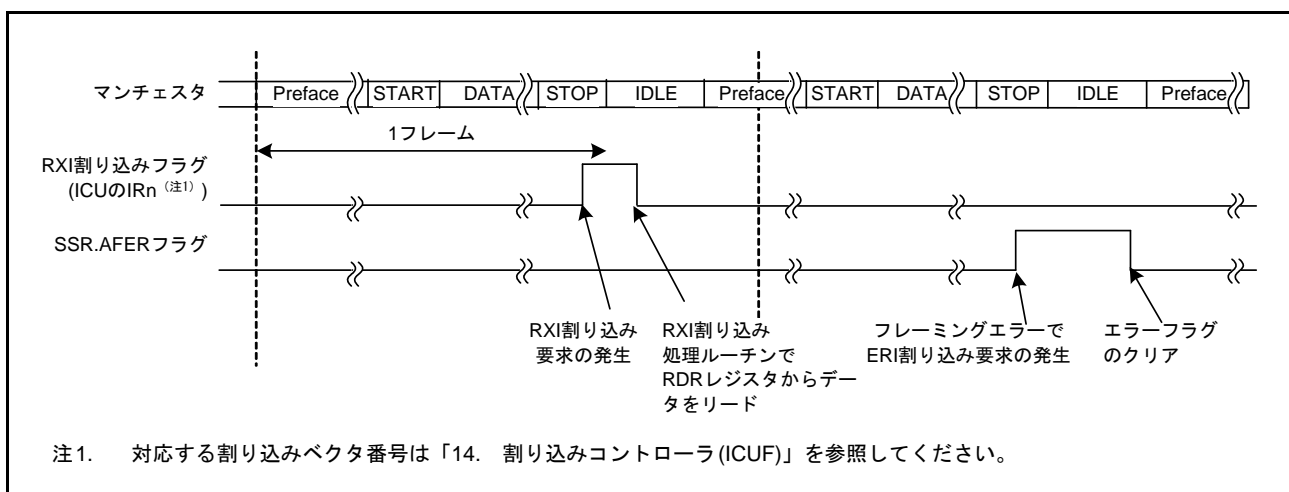 マンチェスタ
Preface START DATA STOP IDLE Preface START DATA STOP IDLE Preface
1フレーム
RXI割り込みフラグ
(ICUのIRn (注1) )
SSR.AFERフラグ
RXI割り込み
要求の発生
RXI割り込み
処理ルーチンで
RDRレジスタからデー
タをリード
フレーミングエラーで
ERI割り込み要求の発生
エラーフラグ
のクリア
注1. 対応する割り込みベクタ番号は「14. 割り込みコントローラ(ICUF)」を参照してください。